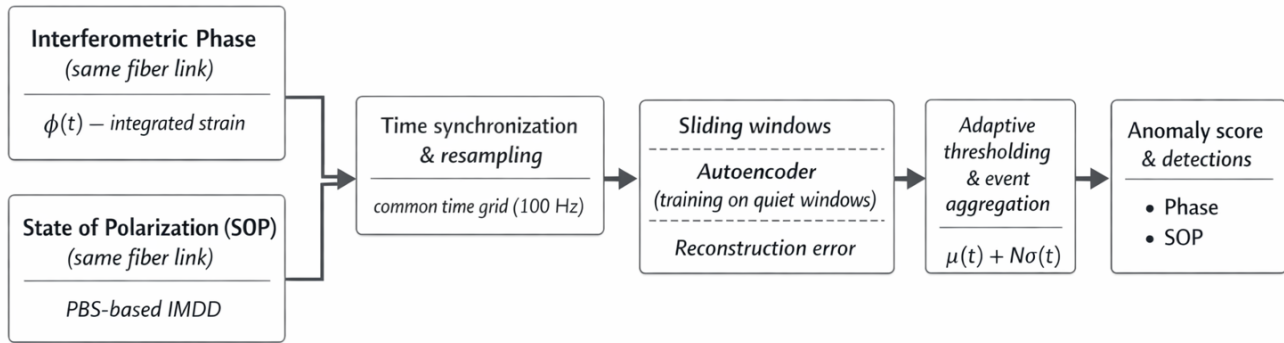 Interferometric Phase
(same fiber link)
ϕ(t) – integrated strain
State of Polarization (SOP)
(same fiber link)
PBS-based IMDD
Time synchronization
& resampling
common time grid (100 Hz)
Sliding windows
Autoencoder
(training on quiet windows)
Reconstruction error
Adaptive
thresholding
& event
aggregation
μ(t) + Nσ(t)
Anomaly score
& detections
• Phase
• SOP